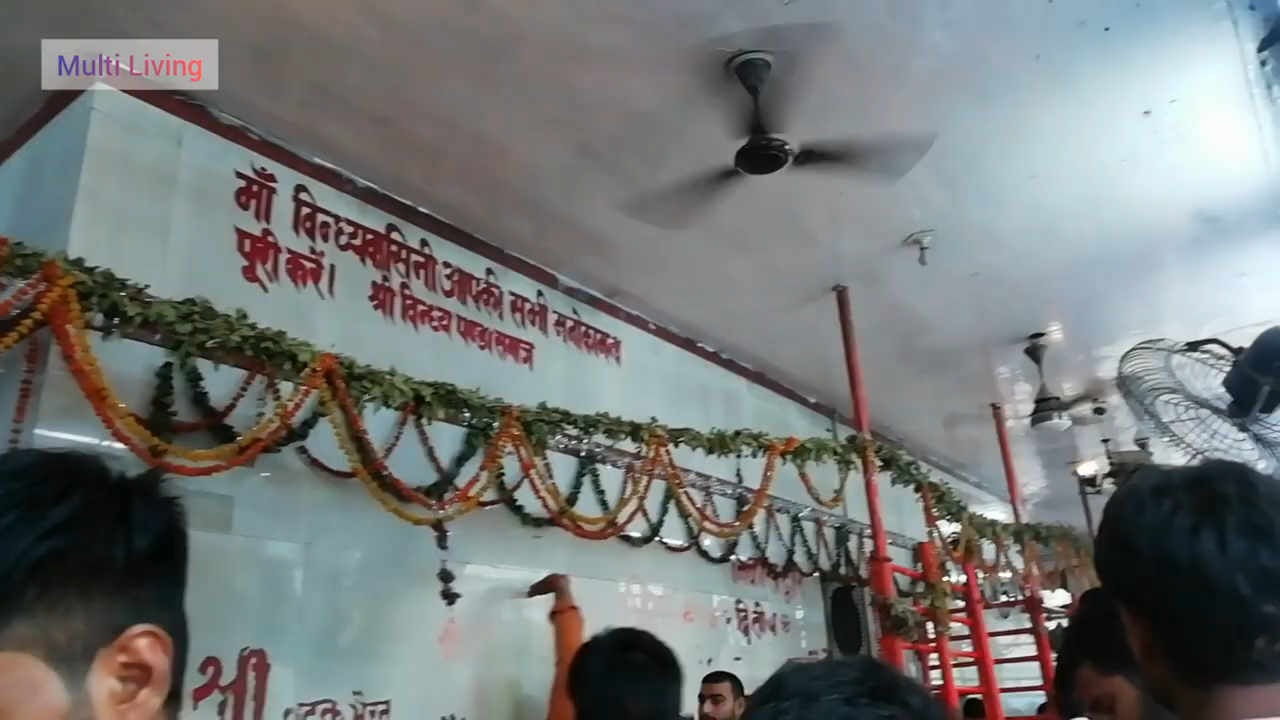 Multi Living
माँ विन्ध्यवासिनी आपकी सभी मनोकामना
पूरी करें।
श्री विन्ध्य पण्डा समाज
श्री